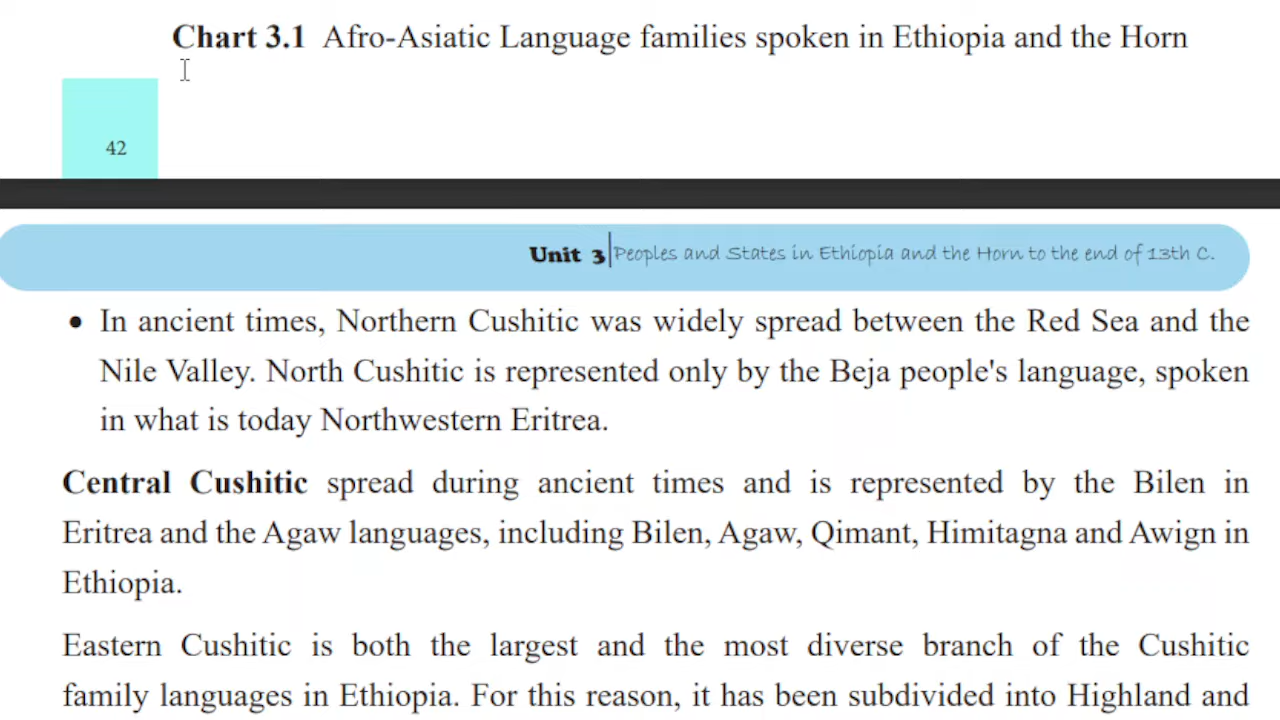 Chart 3.1 Afro-Asiatic Language families spoken in Ethiopia and the Horn
42
Unit 3 Peoples and States in Ethiopia and the Horn to the end of 13th C.
• In ancient times, Northern Cushitic was widely spread between the Red Sea and the
Nile Valley. North Cushitic is represented only by the Beja people's language, spoken
in what is today Northwestern Eritrea.
Central Cushitic spread during ancient times and is represented by the Bilen in
Eritrea and the Agaw languages, including Bilen, Agaw, Qimant, Himitagna and Awign in
Ethiopia.
Eastern Cushitic is both the largest and the most diverse branch of the Cushitic
family languages in Ethiopia. For this reason, it has been subdivided into Highland and